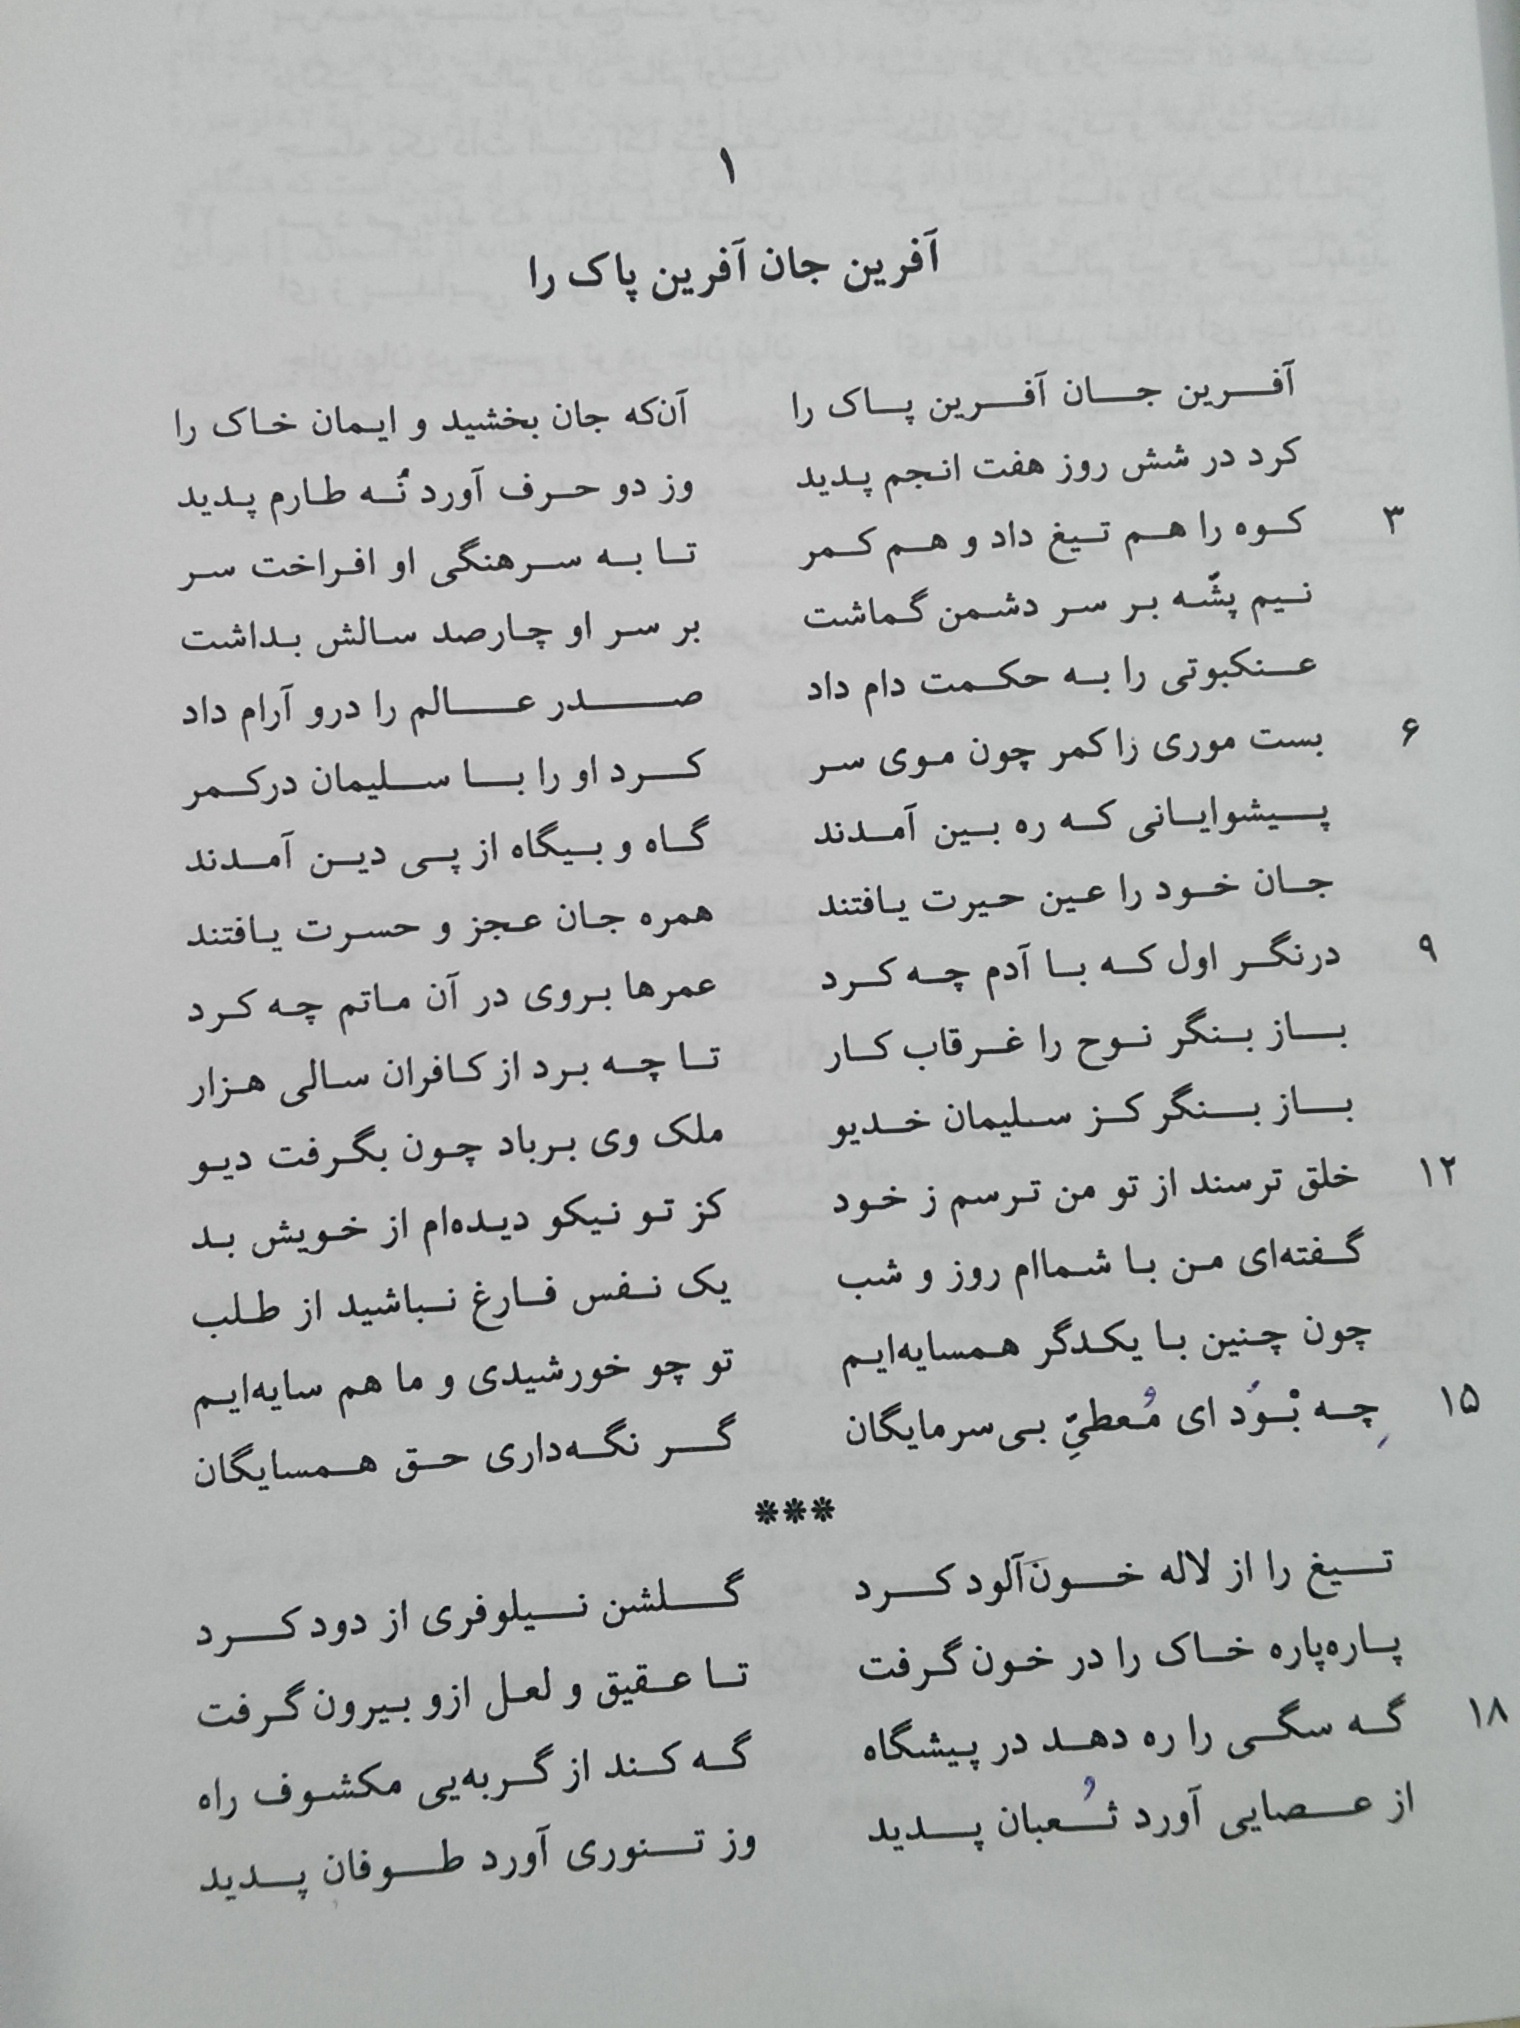 ۱
آفرین جان آفرین پاک را
آفرین جان آفرین پاک را آن‌که جان بخشید و ایمان خاک را
کرد در شش روز هفت انجم پدید وز دو حرف آورد نُه طارم پدید
۳ کوه را هم تیغ داد و هم کمر تا به سرهنگی او افراخت سر
نیم پشّه بر سر دشمن گماشت بر سر او چارصد سالش بداشت
عنکبوتی را به حکمت دام داد صدر عالم را درو آرام داد
۶ بست موری را کمر چون موی سر کرد او را با سلیمان درکمر
پیشوایانی که ره بین آمدند گاه و بیگاه از پی دین آمدند
جان خود را عین حیرت یافتند همره جان عجز و حسرت یافتند
۹ درنگر اول که با آدم چه کرد عمرها بروی در آن ماتم چه کرد
باز بنگر نوح را غرقاب کار تا چه برد از کافران سالی هزار
باز بنگر کز سلیمان خدیو ملک وی برباد چون بگرفت دیو
۱۲ خلق ترسند از تو من ترسم ز خود کز تو نیکو دیده‌ام از خویش بد
گفته‌ای من با شماام روز و شب یک نفس فارغ نباشید از طلب
چون چنین با یکدگر همسایه‌ایم تو چو خورشیدی و ما هم سایه‌ایم
۱۵ چه بْوَُد ای مُعطیِّ بی‌سرمایگان گر نگه‌داری حق همسایگان
***
تیغ را از لاله خون‌آلود کرد گلشن نیلوفری از دود کرد
پاره‌پاره خاک را در خون گرفت تا عقیق و لعل ازو بیرون گرفت
۱۸ گه سگی را ره دهد در پیشگاه گه کند از گربه‌یی مکشوف راه
از عصایی آورد ثُعبان پدید وز تنوری آورد طوفان پدید